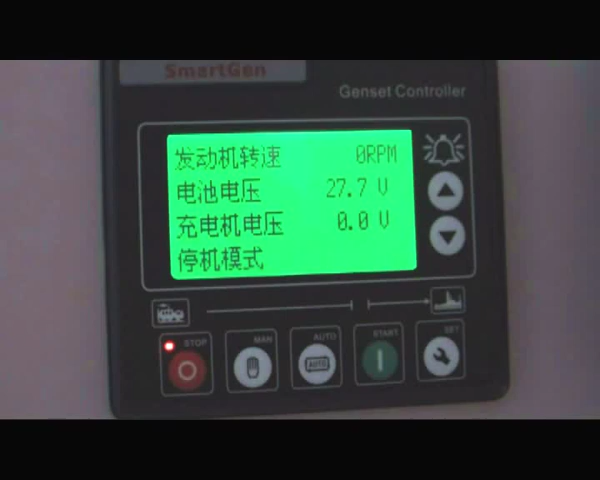 SmartGen
Genset Controller
发动机转速 0RPM
电池电压 27.7 V
充电机电压 0.0 V
停机模式
STOP MAN AUTO START SET
AUTO